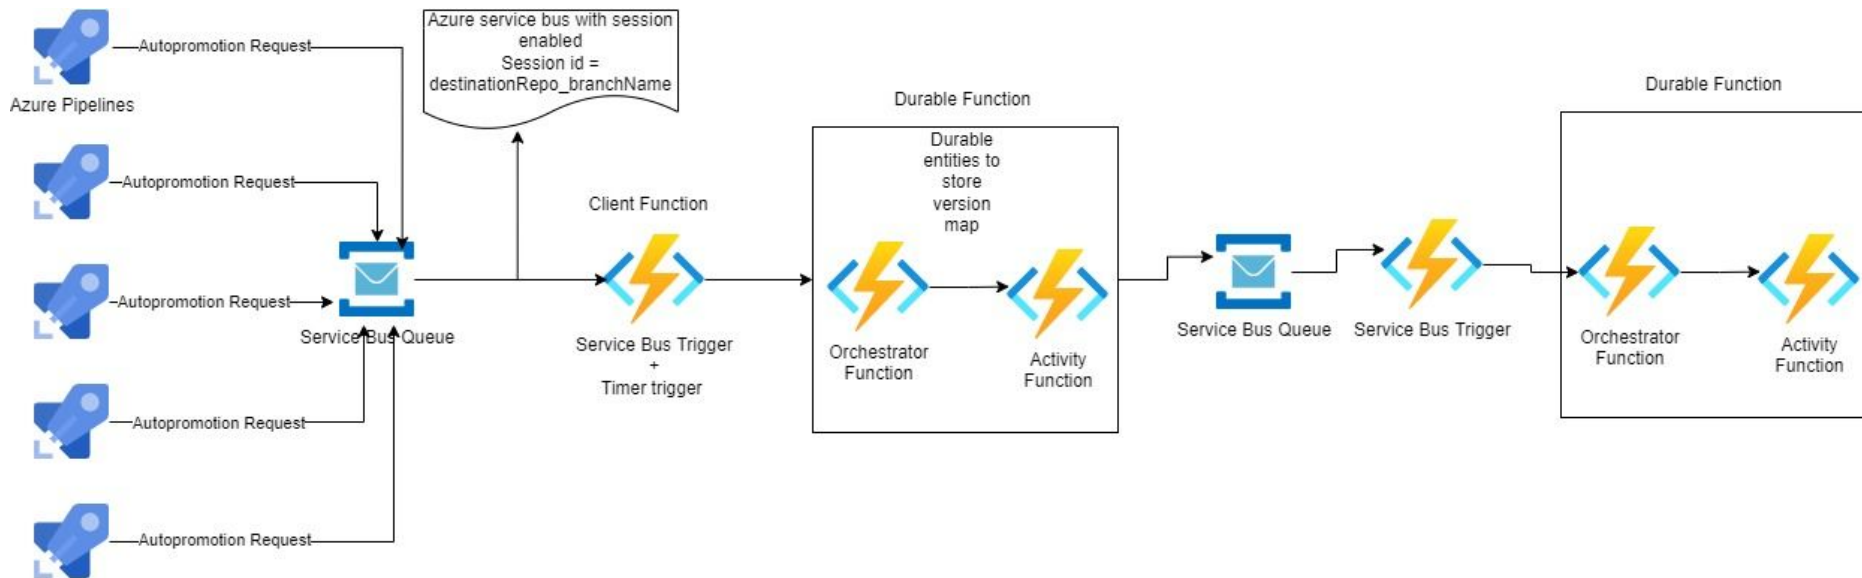 Autopromotion Request
Azure Pipelines
Autopromotion Request
Autopromotion Request
Autopromotion Request
Autopromotion Request
Service Bus Queue
Azure service bus with session
enabled
Session id =
destinationRepo_branchName
Client Function
Service Bus Trigger
+
Timer trigger
Durable Function
Durable
entities to
store
version
map
Orchestrator
Function
Activity
Function
Service Bus Queue
Service Bus Trigger
Durable Function
Orchestrator
Function
Activity
Function